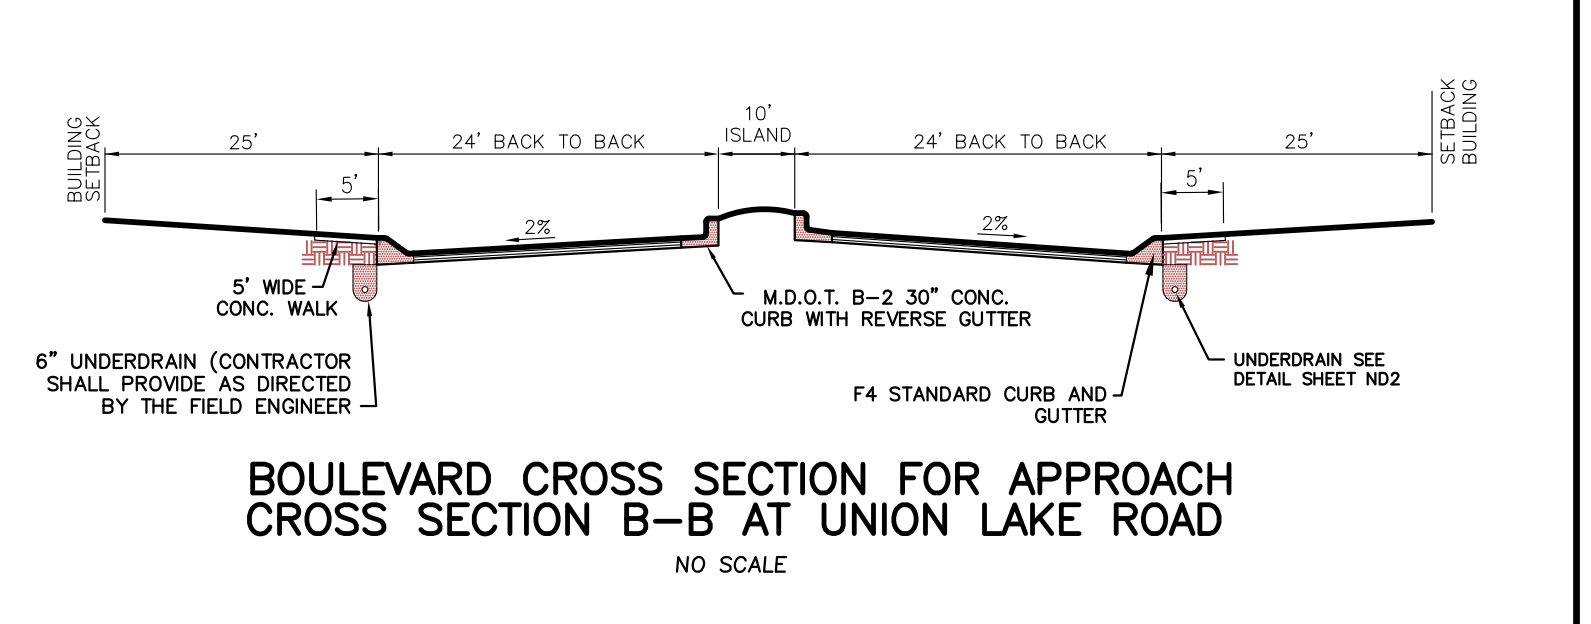 BUILDING
SETBACK
25'
24' BACK TO BACK
10'
ISLAND
24' BACK TO BACK
25'
SETBACK
BUILDING
5'
5'
2%
2%
5' WIDE
CONC. WALK
M.D.O.T. B-2 30" CONC.
CURB WITH REVERSE GUTTER
6" UNDERDRAIN (CONTRACTOR
SHALL PROVIDE AS DIRECTED
BY THE FIELD ENGINEER
F4 STANDARD CURB AND
GUTTER
UNDERDRAIN SEE
DETAIL SHEET ND2
BOULEVARD CROSS SECTION FOR APPROACH
CROSS SECTION B-B AT UNION LAKE ROAD
NO SCALE